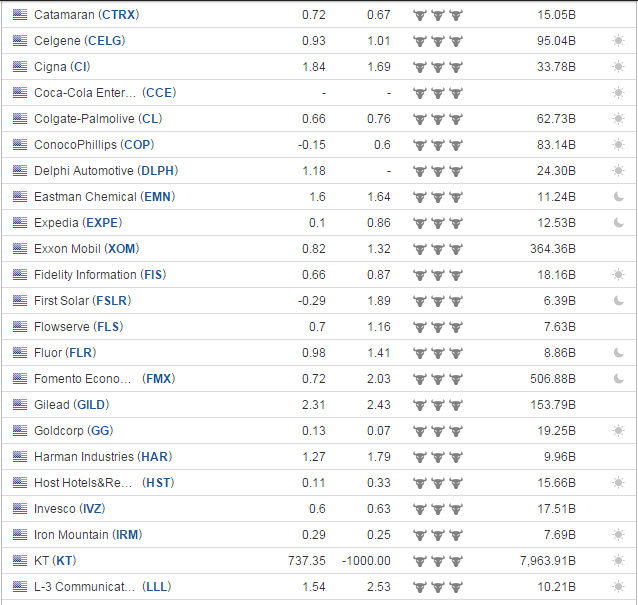 Catamaran (CTRX) 0.72 0.67 15.05B
Celgene (CELG) 0.93 1.01 95.04B
Cigna (CI) 1.84 1.69 33.78B
Coca-Cola Enter... (CCE) - -
Colgate-Palmolive (CL) 0.66 0.76 62.73B
ConocoPhillips (COP) -0.15 0.6 83.14B
Delphi Automotive (DLPH) 1.18 - 24.30B
Eastman Chemical (EMN) 1.6 1.64 11.24B
Expedia (EXPE) 0.1 0.86 12.53B
Exxon Mobil (XOM) 0.82 1.32 364.36B
Fidelity Information (FIS) 0.66 0.87 18.16B
First Solar (FSLR) -0.29 1.89 6.39B
Flowserve (FLS) 0.7 1.16 7.63B
Fluor (FLR) 0.98 1.41 8.86B
Fomento Econo... (FMX) 0.72 2.03 506.88B
Gilead (GILD) 2.31 2.43 153.79B
Goldcorp (GG) 0.13 0.07 19.25B
Harman Industries (HAR) 1.27 1.79 9.96B
Host Hotels&Re... (HST) 0.11 0.33 15.66B
Invesco (IVZ) 0.6 0.63 17.51B
Iron Mountain (IRM) 0.29 0.25 7.69B
KT (KT) 737.35 -1000.00 7,963.91B
L-3 Communicat... (LLL) 1.54 2.53 10.21B